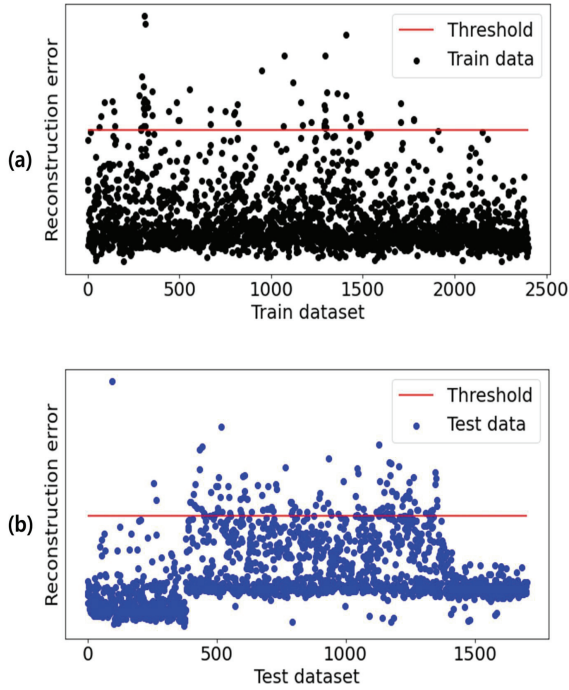 Threshold
Train data
Reconstruction error
(a)
0 500 1000 1500 2000 2500
Train dataset
Threshold
Test data
Reconstruction error
(b)
0 500 1000 1500
Test dataset